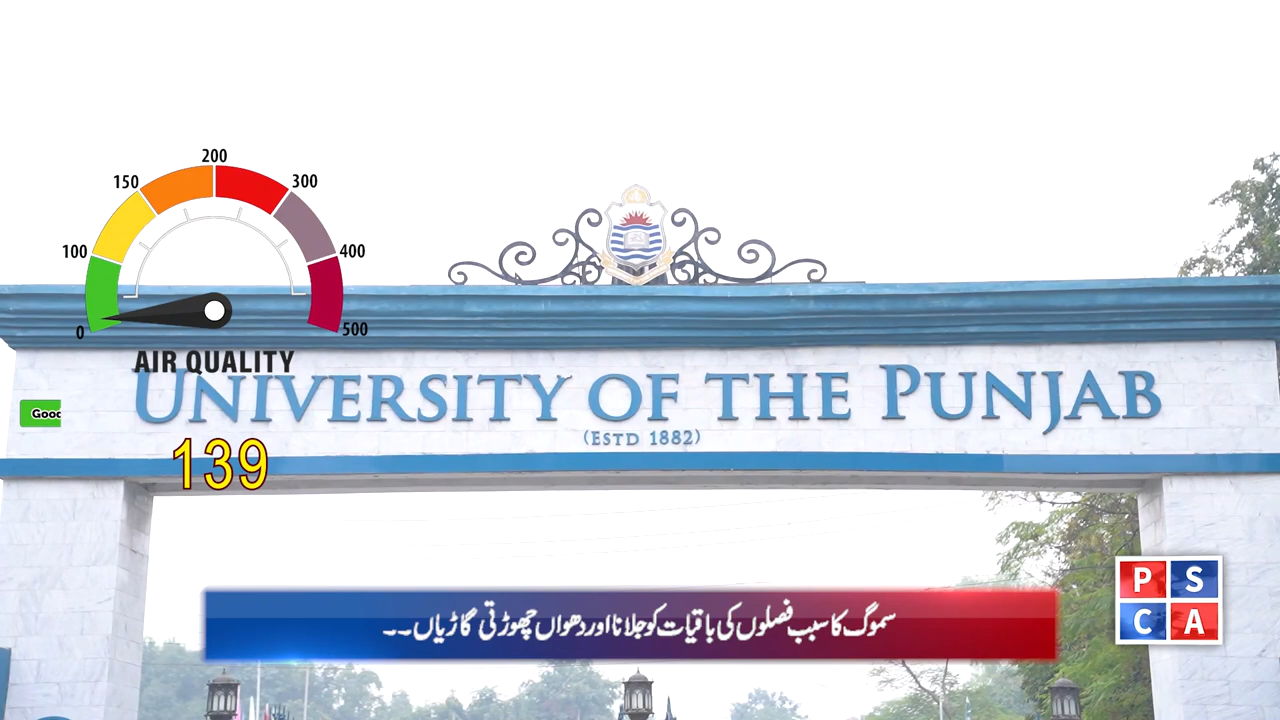 200
150
300
100
400
0
500
AIR QUALITY
UNIVERSITY OF THE PUNJAB
(ESTD 1882)
Good
139
سموگ کا سبب فصلوں کی باقیات کو جلانا اور دھواں چھوڑتی گاڑیاں۔۔
P S
C A